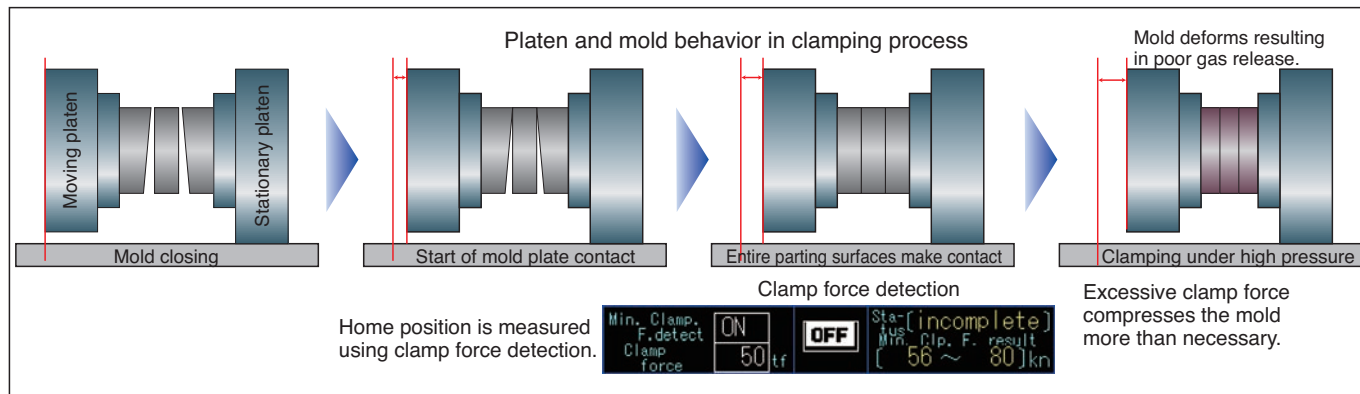 Platen and mold behavior in clamping process
Mold deforms resulting
in poor gas release.
Moving platen
Stationary platen
Mold closing
Start of mold plate contact
Entire parting surfaces make contact
Clamping under high pressure
Clamp force detection
Home position is measured
using clamp force detection.
Min. Clamp.
F.detect
ON
Clamp
force
50 tf
OFF
Sta-
tus [incomplete]
Min. Clp. F. result
[ 56 ～ 80]kn
Excessive clamp force
compresses the mold
more than necessary.